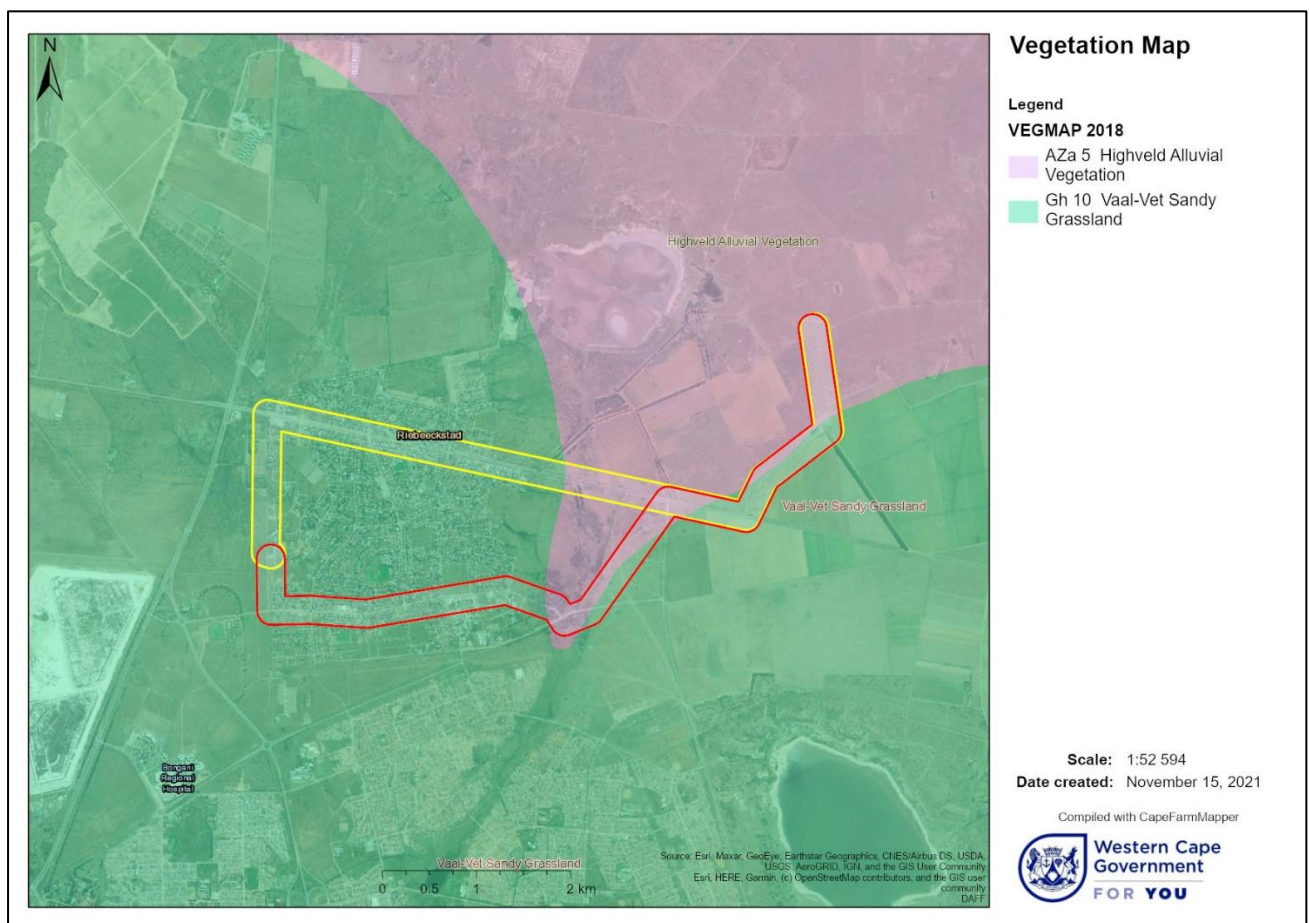 N
Highveld Alluvial Vegetation
Riebeeckstad
Vaal-Vet Sandy Grassland
Bongani
Regional
Hospital
Vaal-Vet Sandy Grassland
0 0.5 1 2 km
Source: Esri, Maxar, GeoEye, Earthstar Geographics, CNES/Airbus DS, USDA,
USGS, AeroGRID, IGN, and the GIS User Community
Esri, HERE, Garmin, (c) OpenStreetMap contributors, and the GIS user
community
DAFF
Vegetation Map
Legend
VEGMAP 2018
AZa 5 Highveld Alluvial
Vegetation
Gh 10 Vaal-Vet Sandy
Grassland
Scale: 1:52 594
Date created: November 15, 2021
Compiled with CapeFarmMapper
Western Cape
Government
FOR YOU